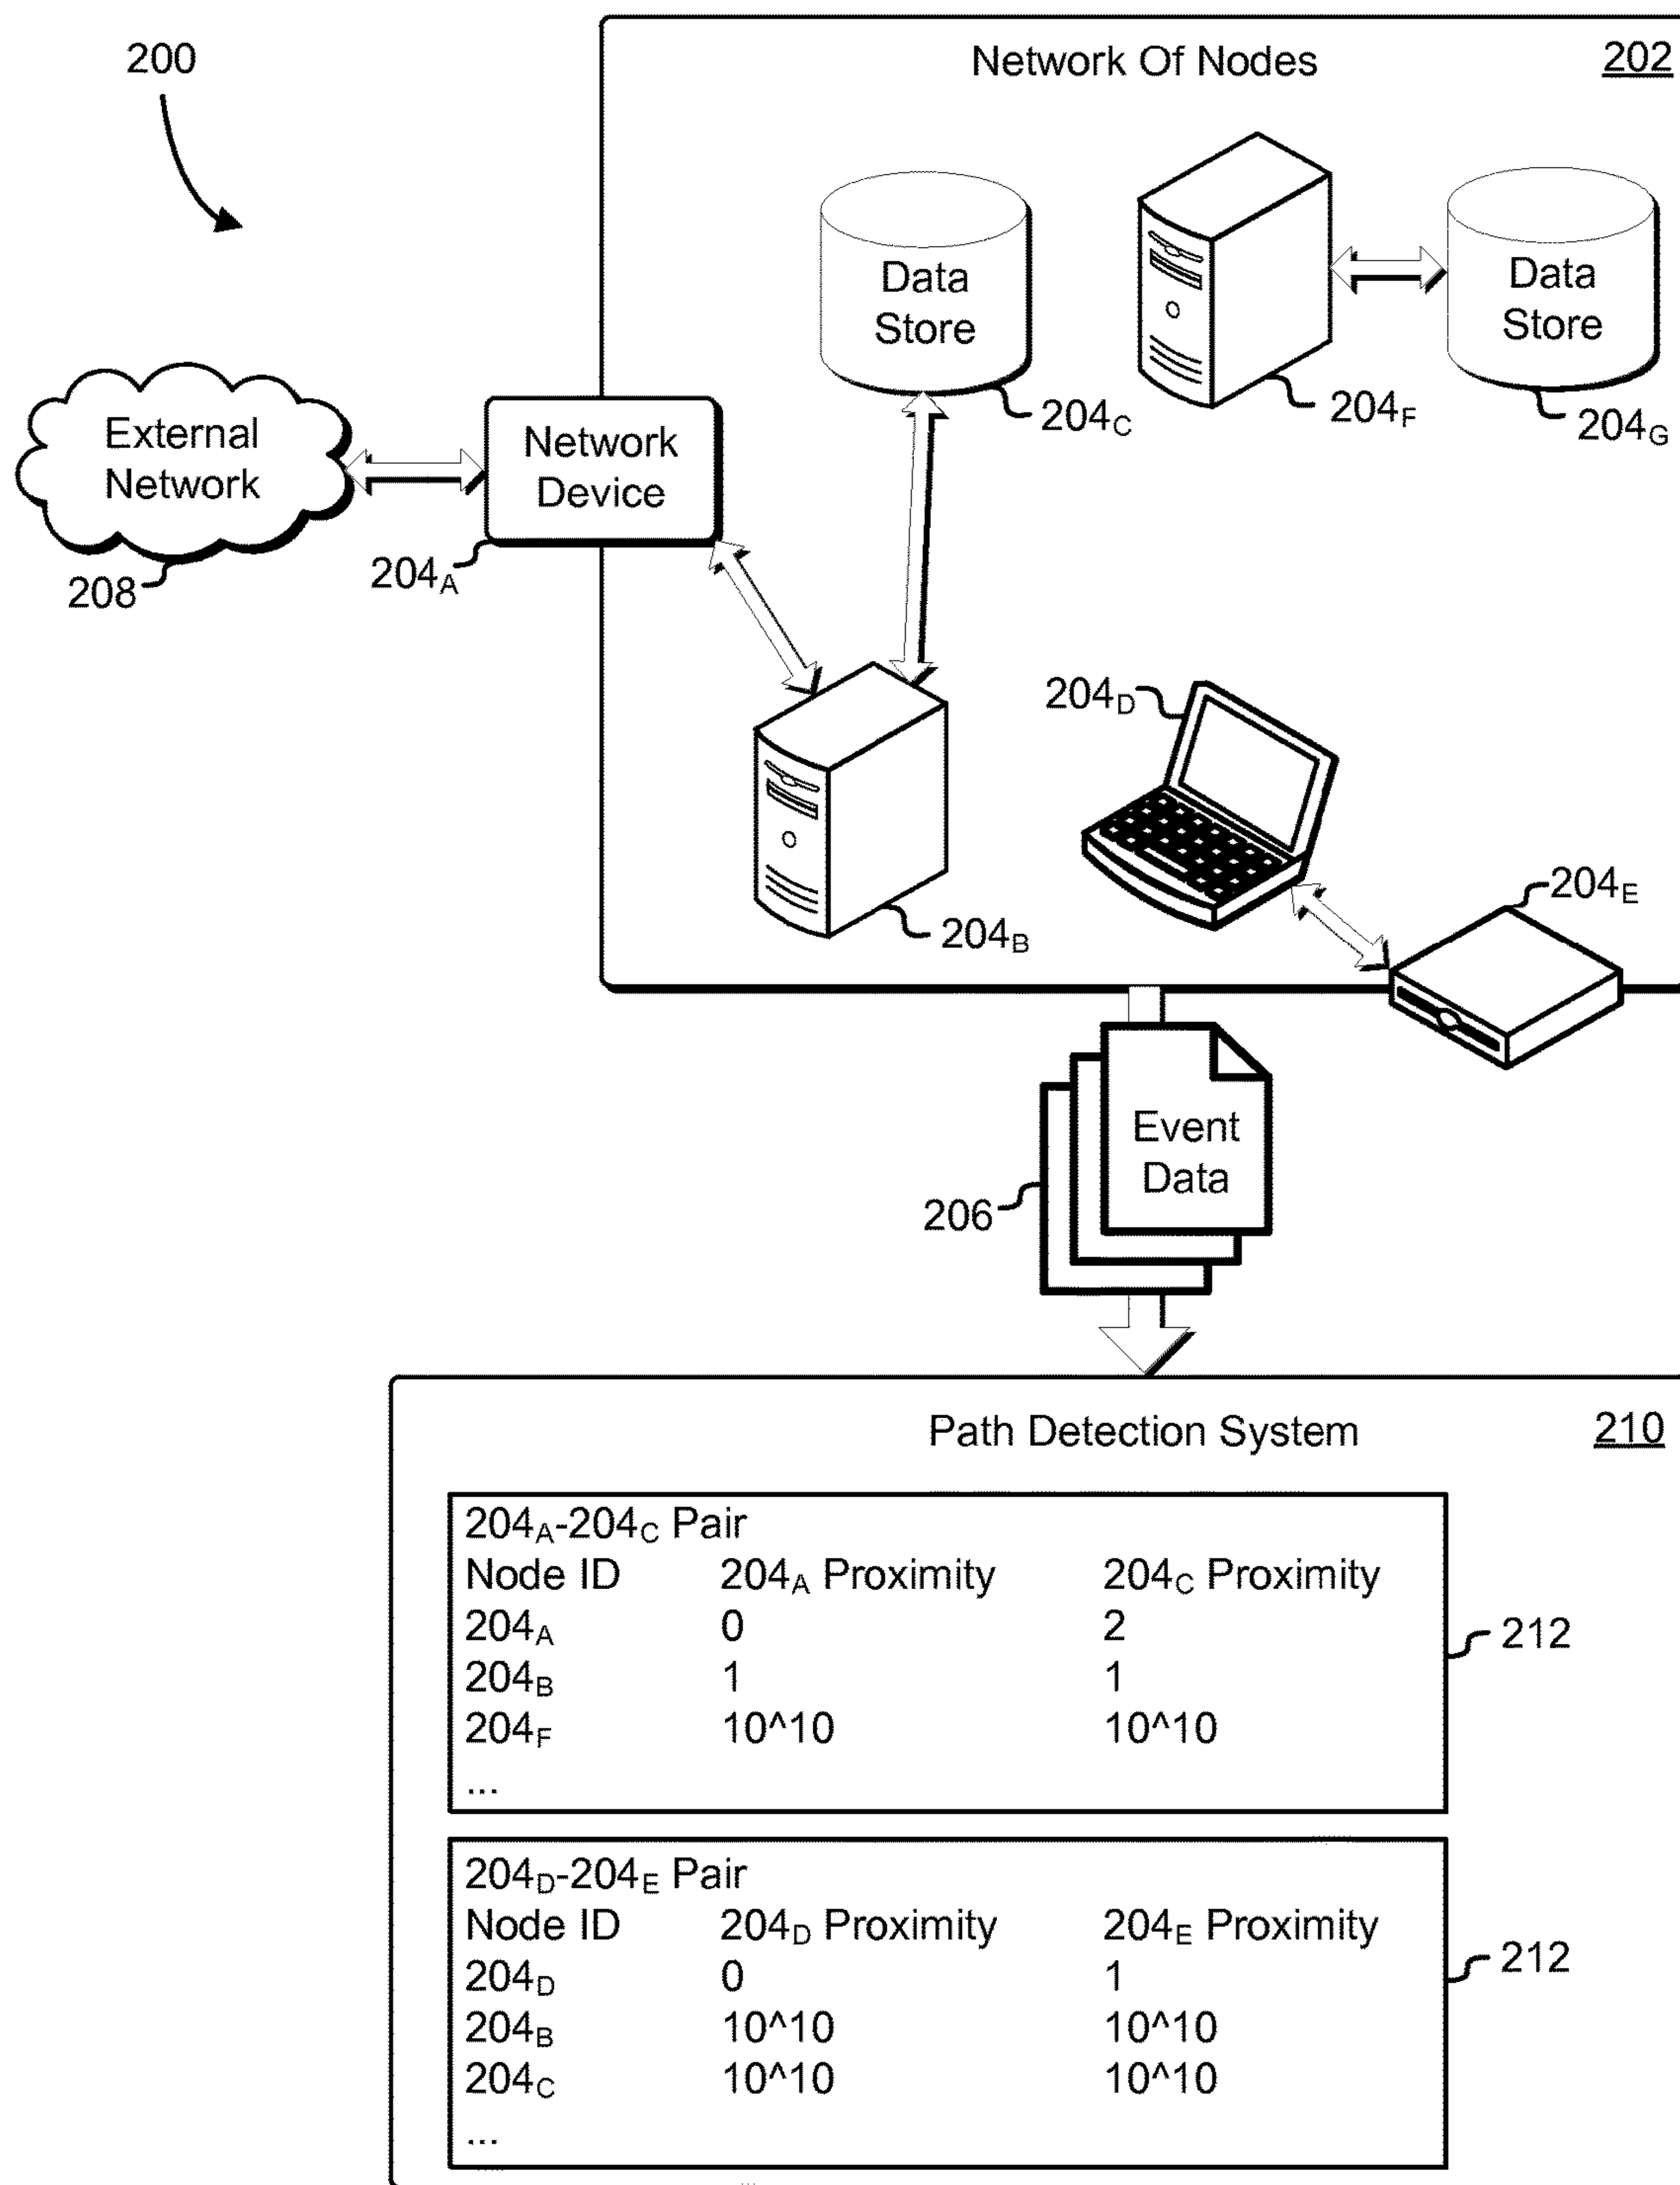 200
Network Of Nodes 202
Data
Store
Data
Store
204C
204F
204G
External
Network
Network
Device
208
204A
204D
204B
204E
Event
Data
206
Path Detection System 210
204A-204C Pair
Node ID 204A Proximity 204C Proximity
204A 0 2
204B 1 1
204F 10^10 10^10
...
212
204D-204E Pair
Node ID 204D Proximity 204E Proximity
204D 0 1
204B 10^10 10^10
204C 10^10 10^10
...
212